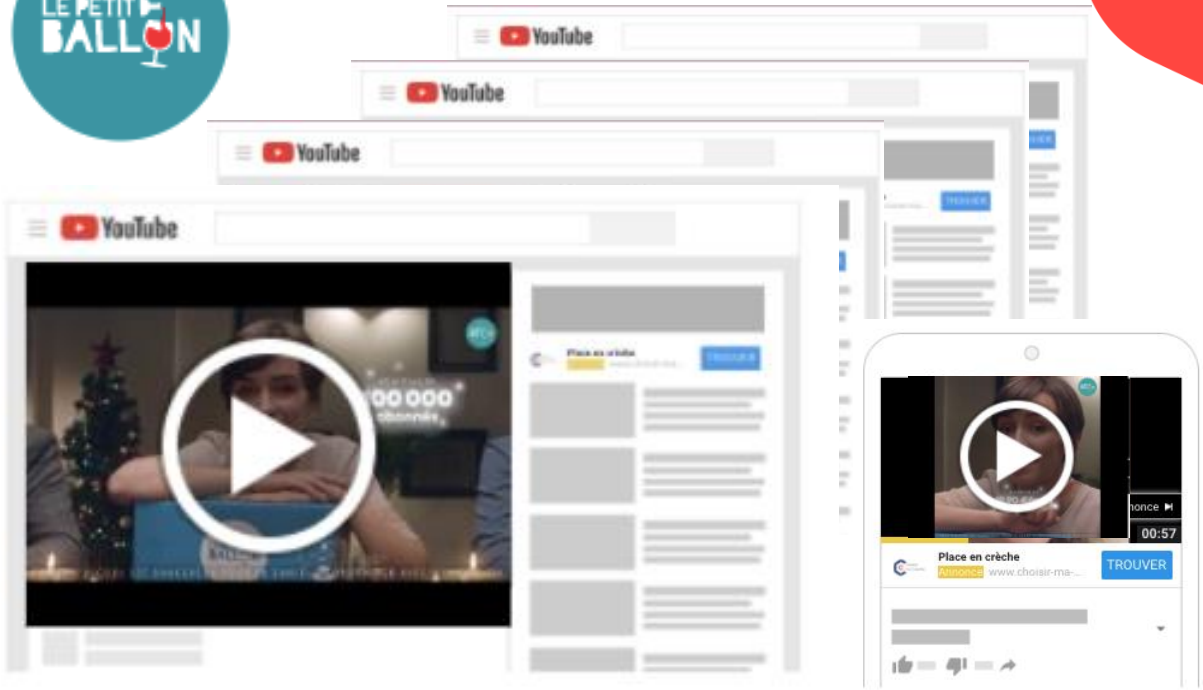 LE PETIT
BALLON
YouTube
YouTube
YouTube
YouTube
00 000
abonnés
Place en crèche
TROUVER
TROUVER
TROUVER
BALLON
nonce
00:57
Place en crèche
Annonce www.choisir-ma-...
TROUVER